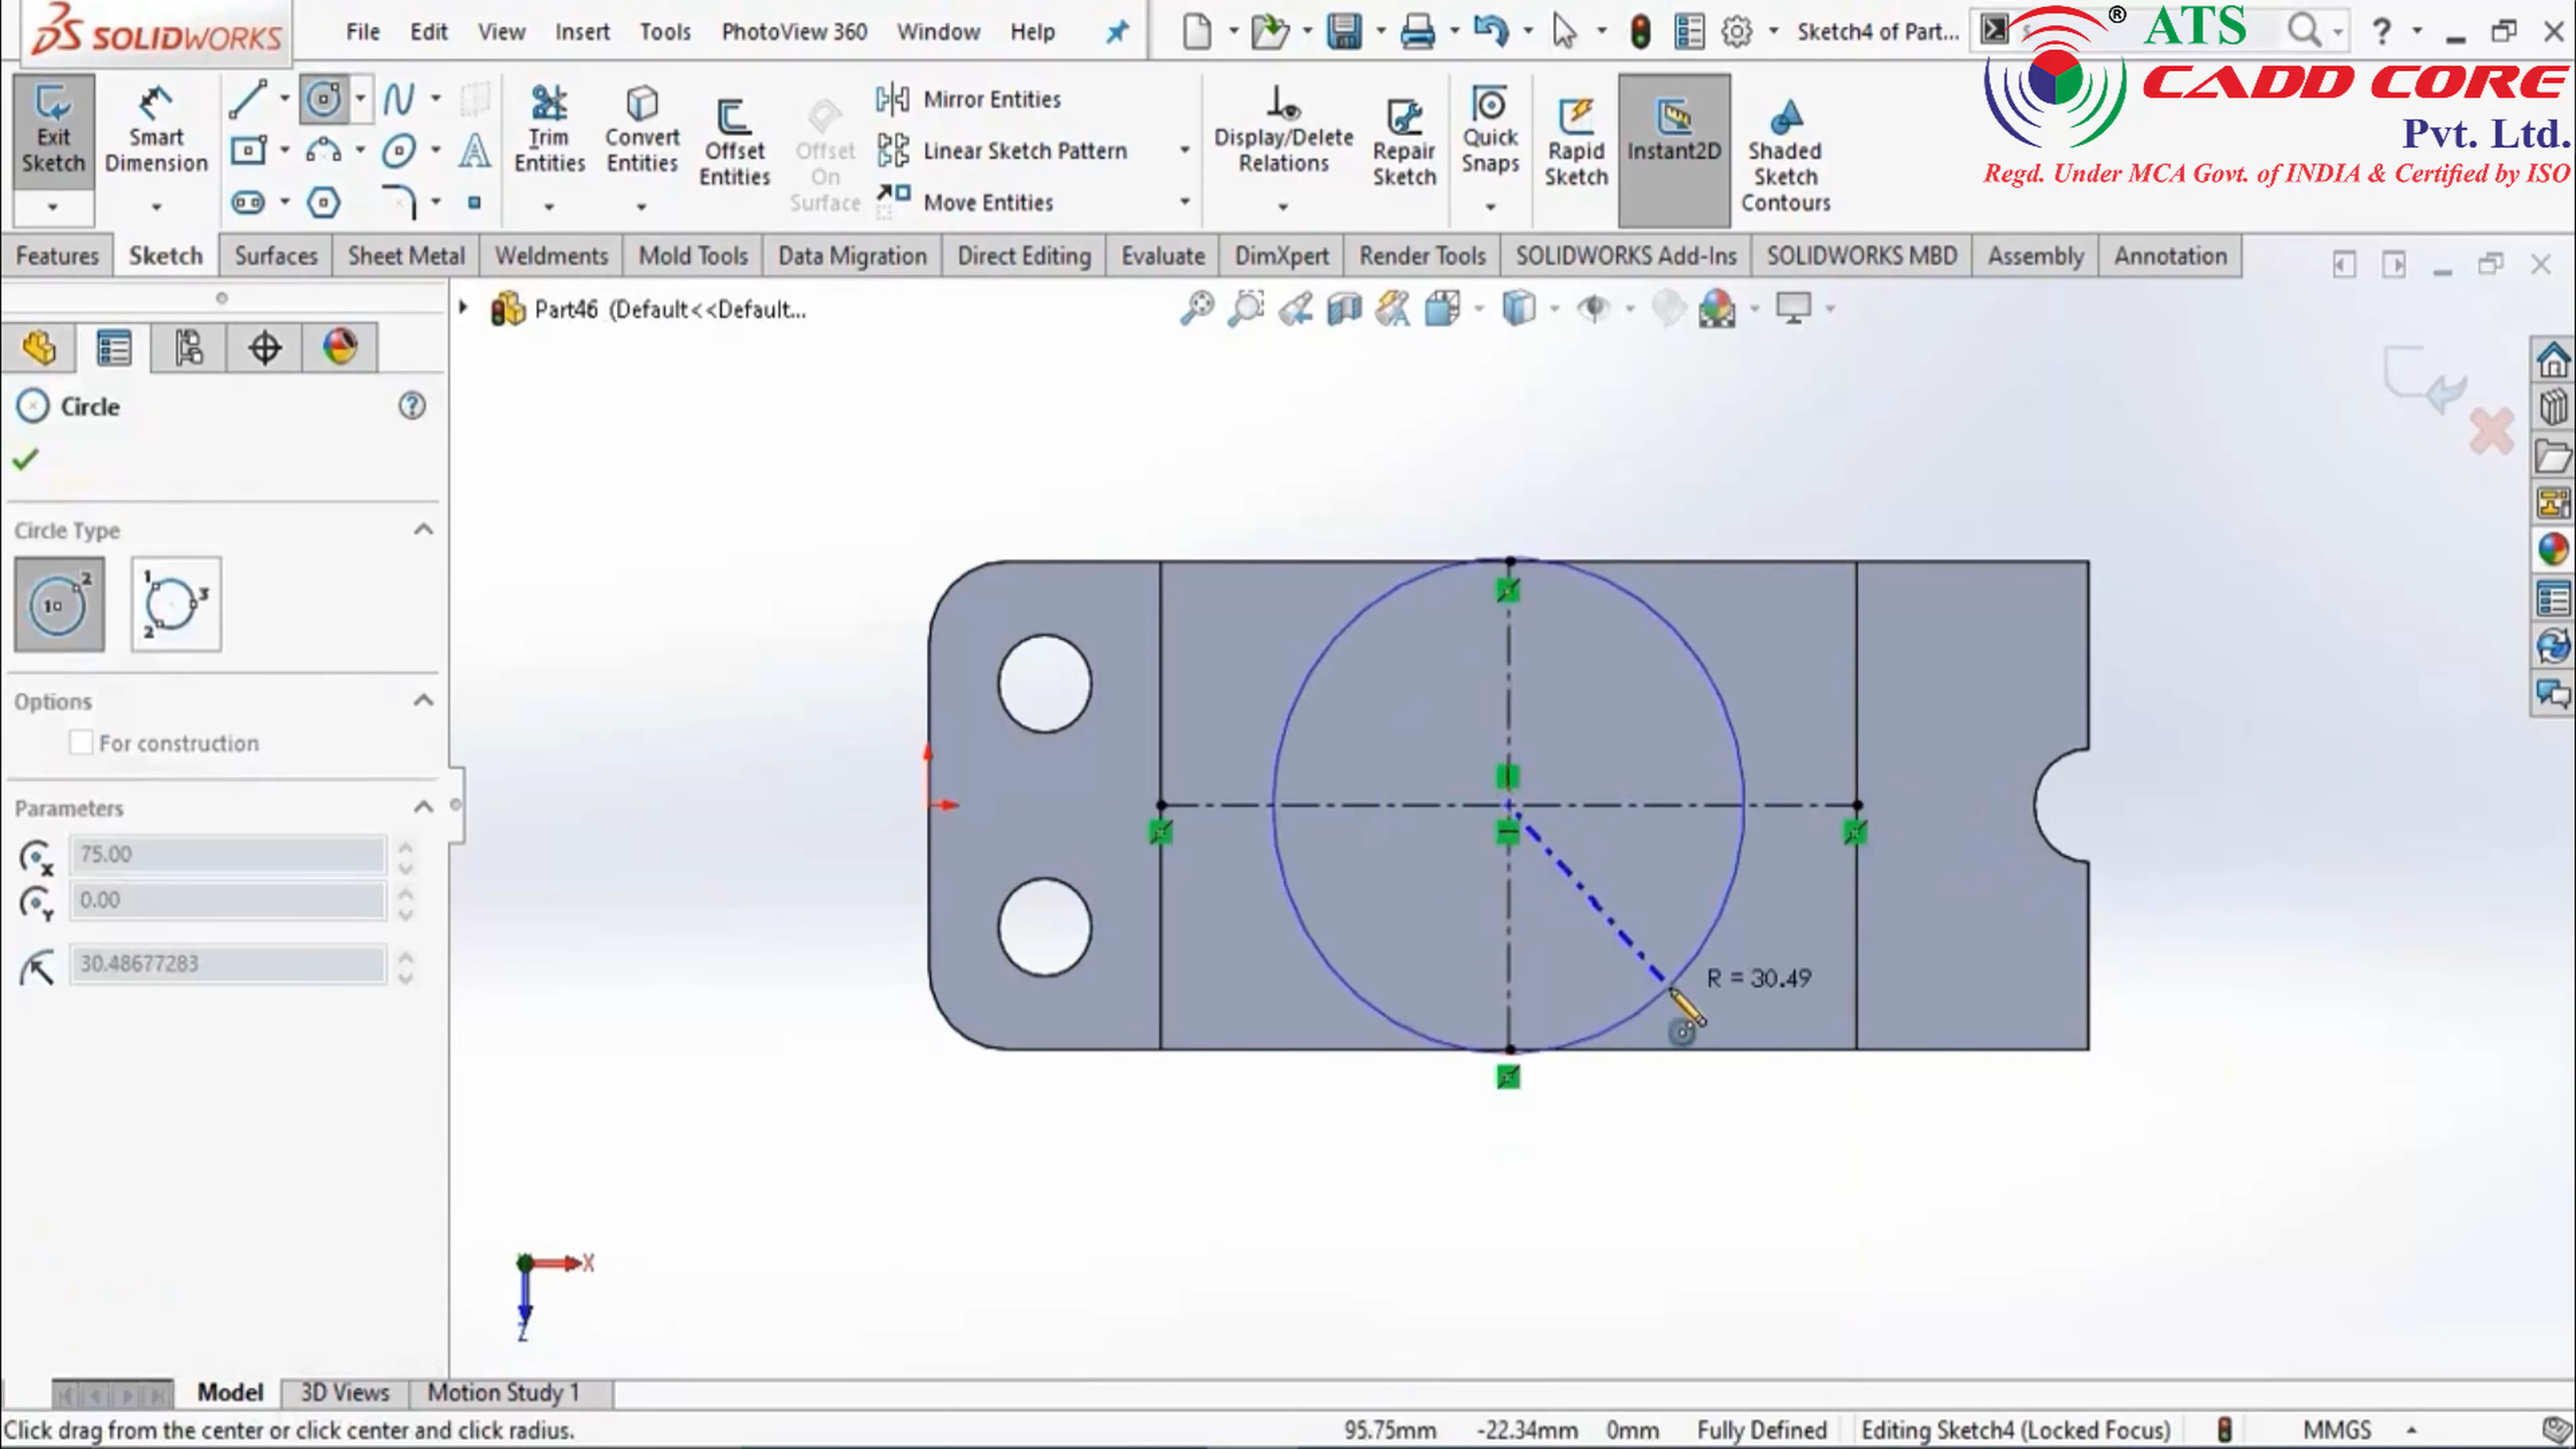 SOLIDWORKS
File Edit View Insert Tools PhotoView 360 Window Help
Sketch4 of Part...
?
ATS
®
CADD CORE
Pvt. Ltd.
Regd. Under MCA Govt. of INDIA & Certified by ISO
Exit Sketch
Smart Dimension
Trim Entities
Convert Entities
Offset Entities
Offset On Surface
Mirror Entities
Linear Sketch Pattern
Move Entities
Display/Delete Relations
Repair Sketch
Quick Snaps
Rapid Sketch
Instant2D
Shaded Sketch Contours
Features Sketch Surfaces Sheet Metal Weldments Mold Tools Data Migration Direct Editing Evaluate DimXpert Render Tools SOLIDWORKS Add-Ins SOLIDWORKS MBD Assembly Annotation
Part46 (Default<<Default...
Circle
?
Circle Type
1 2
1 2 3
Options
For construction
Parameters
X 75.00
Y 0.00
30.48677283
R = 30.49
X
Z
Model 3D Views Motion Study 1
Click drag from the center or click center and click radius.
95.75mm -22.34mm 0mm Fully Defined Editing Sketch4 (Locked Focus) MMGS